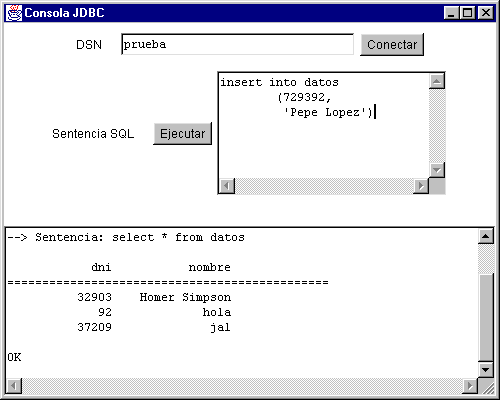 Consola JDBC
DSN prueba Conectar
insert into datos
(729392,
'Pepe Lopez')
Sentencia SQL Ejecutar
--> Sentencia: select * from datos
dni nombre
==============================================
32903 Homer Simpson
92 hola
37209 jal
OK